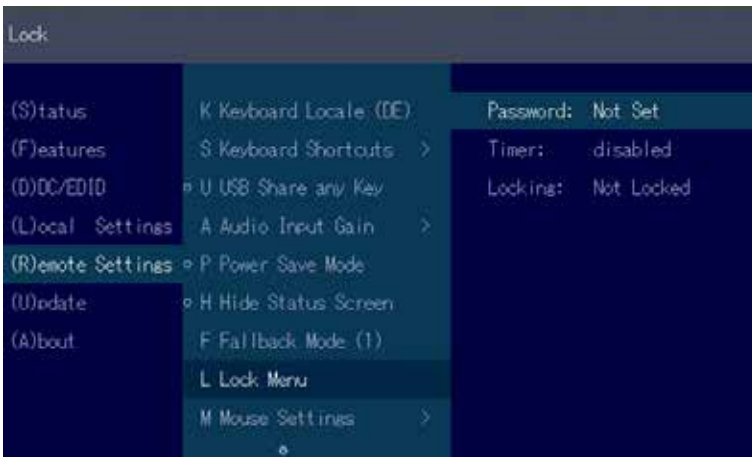 Lock
(S)tatus
(F)eatures
(D)DC/EDID
(L)ocal Settings
(R)emote Settings
(U)pdate
(A)bout
K Keyboard Locale (DE)
S Keyboard Shortcuts >
U USB Share any Key
A Audio Input Gain >
P Power Save Mode
H Hide Status Screen
F Fallback Mode (1)
L Lock Menu
M Mouse Settings >
Password: Not Set
Timer: disabled
Locking: Not Locked